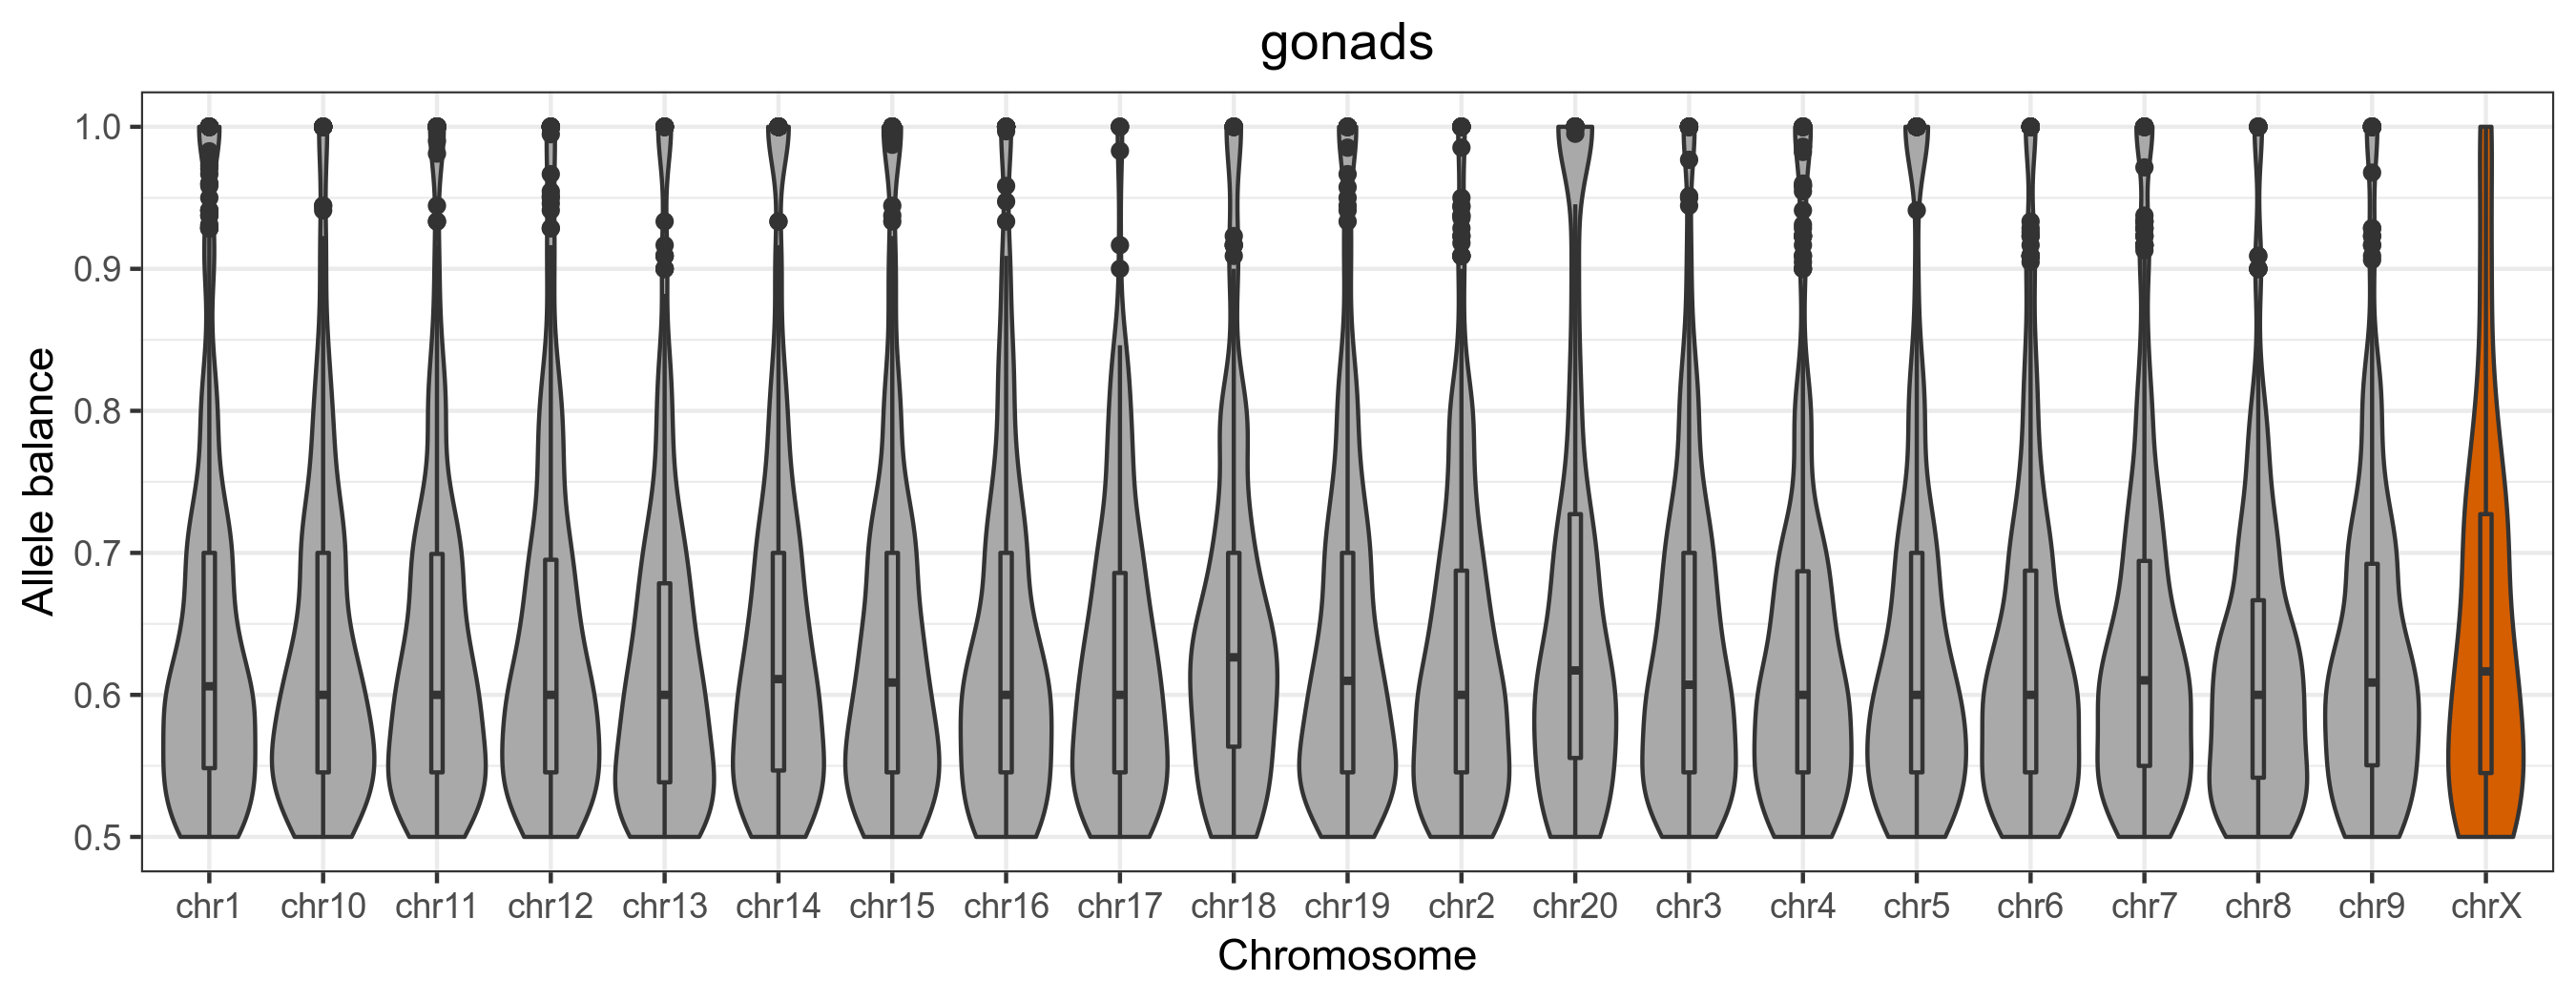 gonads
1.0
0.9
0.8
0.7
0.6
0.5
Allele balance
chr1 chr10 chr11 chr12 chr13 chr14 chr15 chr16 chr17 chr18 chr19 chr2 chr20 chr3 chr4 chr5 chr6 chr7 chr8 chr9 chrX
Chromosome